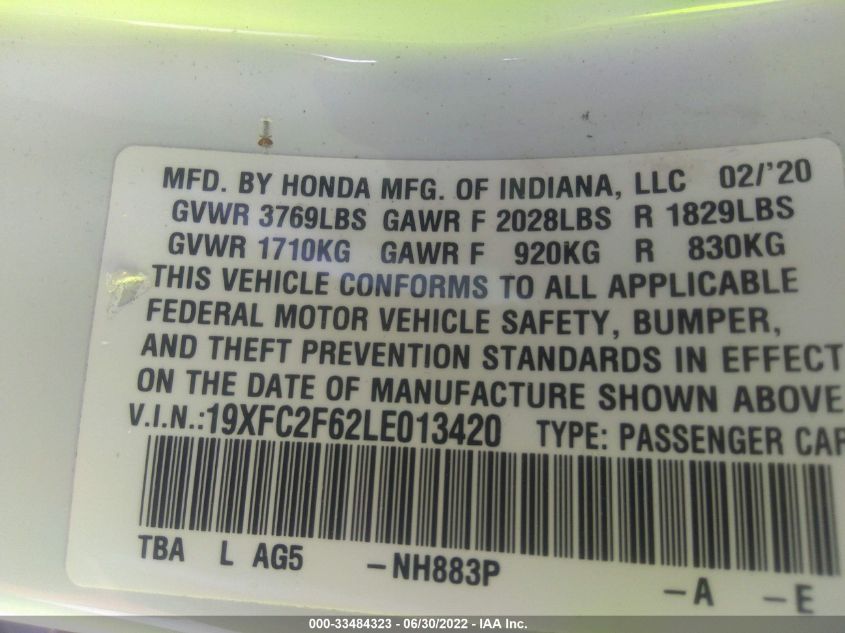 MFD. BY HONDA MFG. OF INDIANA, LLC 02/'20
GVWR 3769LBS GAWR F 2028LBS R 1829LBS
GVWR 1710KG GAWR F 920KG R 830KG
THIS VEHICLE CONFORMS TO ALL APPLICABLE
FEDERAL MOTOR VEHICLE SAFETY, BUMPER,
AND THEFT PREVENTION STANDARDS IN EFFECT
ON THE DATE OF MANUFACTURE SHOWN ABOVE
V.I.N.:19XFC2F62LE013420 TYPE: PASSENGER CAR
TBA L AG5 -NH883P -A -E
000-33484323 - 06/30/2022 - IAA Inc.